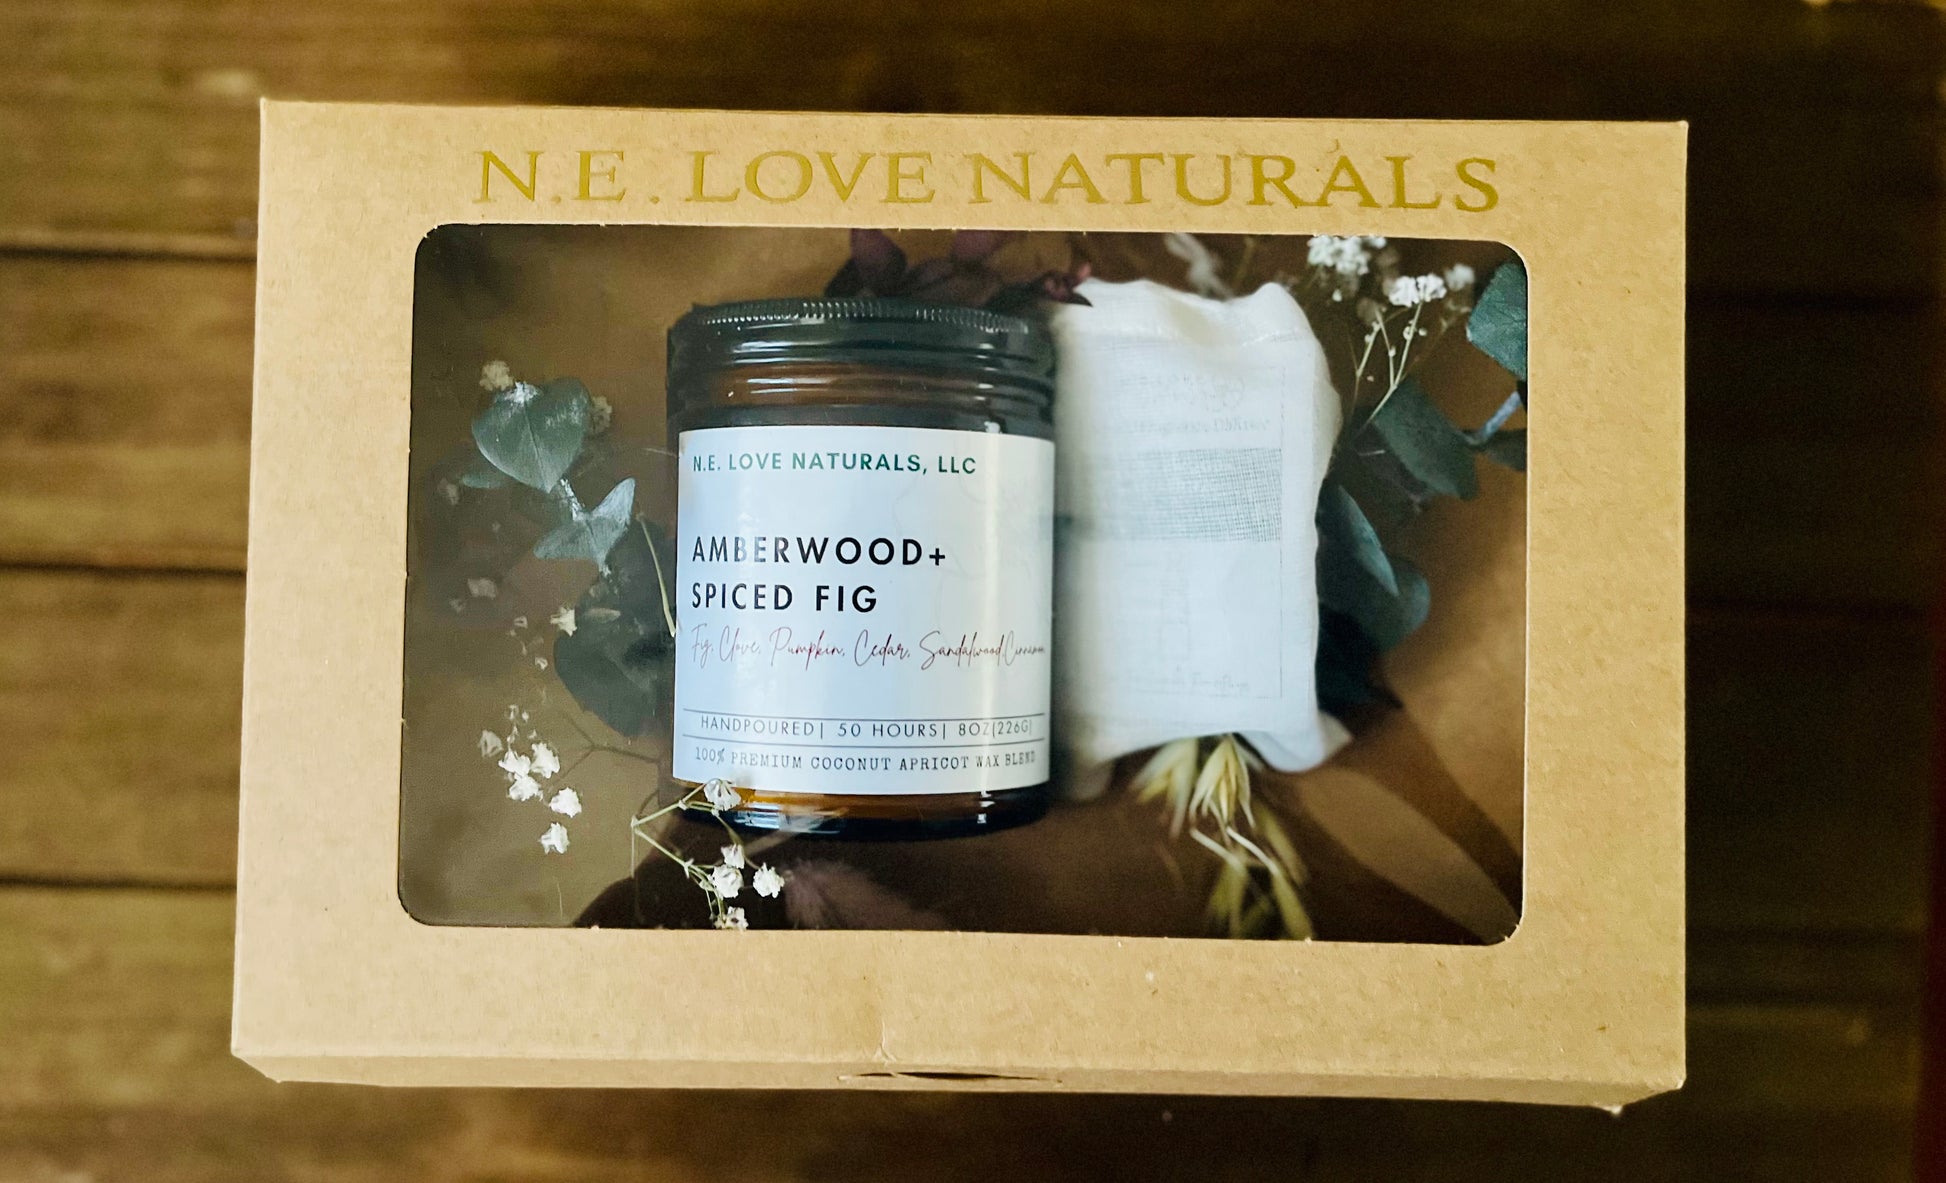 N.E. LOVE NATURALS
N.E. LOVE NATURALS, LLC
AMBERWOOD+
SPICED FIG
Fig, Clove, Pumpkin, Cedar, Sandalwood, Cinnamon
HANDPOURED| 50 HOURS| 8OZ(226G)
100% PREMIUM COCONUT APRICOT WAX BLEND